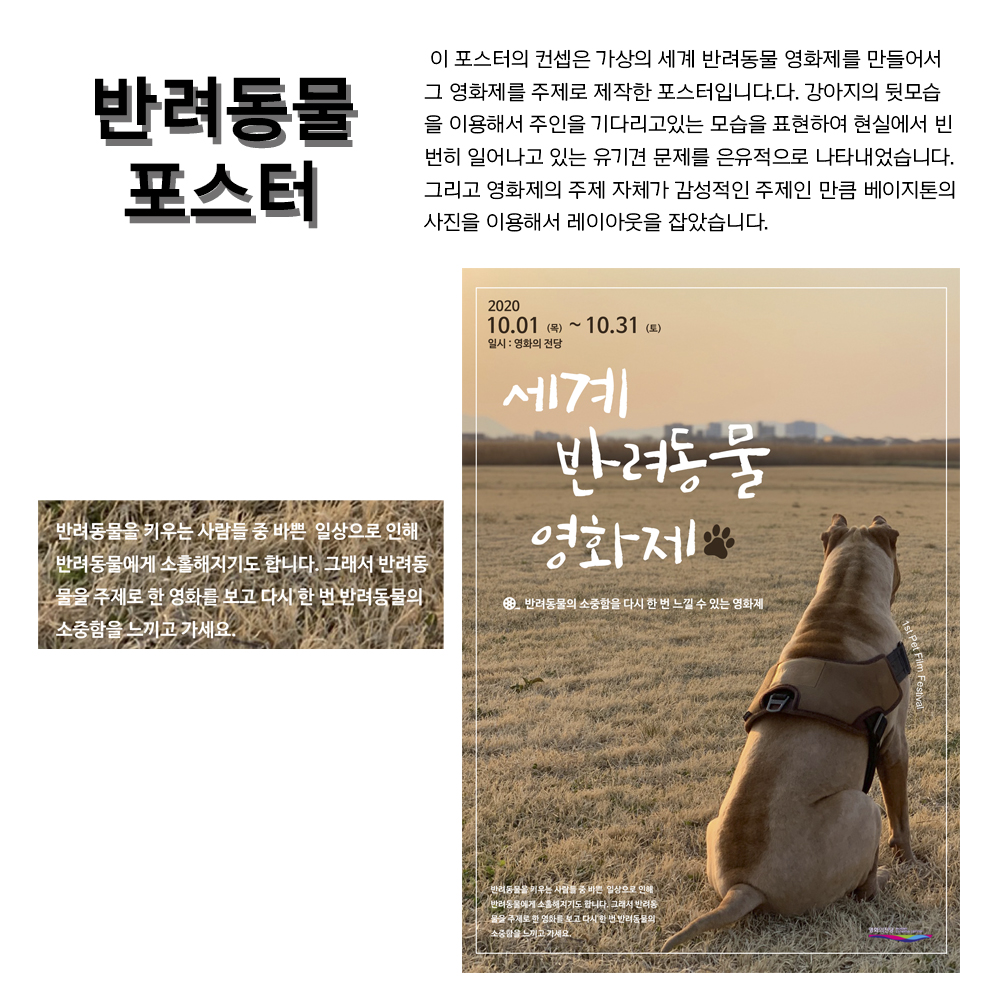 반려동물
포스터
이 포스터의 컨셉은 가상의 세계 반려동물 영화제를 만들어서
그 영화제를 주제로 제작한 포스터입니다.다. 강아지의 뒷모습
을 이용해서 주인을 기다리고있는 모습을 표현하여 현실에서 빈
번히 일어나고 있는 유기견 문제를 은유적으로 나타내었습니다.
그리고 영화제의 주제 자체가 감성적인 주제인 만큼 베이지톤의
사진을 이용해서 레이아웃을 잡았습니다.
반려동물을 키우는 사람들 중 바쁜 일상으로 인해
반려동물에게 소홀해지기도 합니다. 그래서 반려동
물을 주제로 한 영화를 보고 다시 한 번 반려동물의
소중함을 느끼고 가세요.
2020
10.01 (목) ~ 10.31 (토)
일시 : 영화의 전당
세계
반려동물
영화제
반려동물의 소중함을 다시 한 번 느낄 수 있는 영화제
1st Pet Film Festival
반려동물을 키우는 사람들 중 바쁜 일상으로 인해
반려동물에게 소홀해지기도 합니다. 그래서 반려동
물을 주제로 한 영화를 보고 다시 한 번 반려동물의
소중함을 느끼고 가세요.
영화의전당